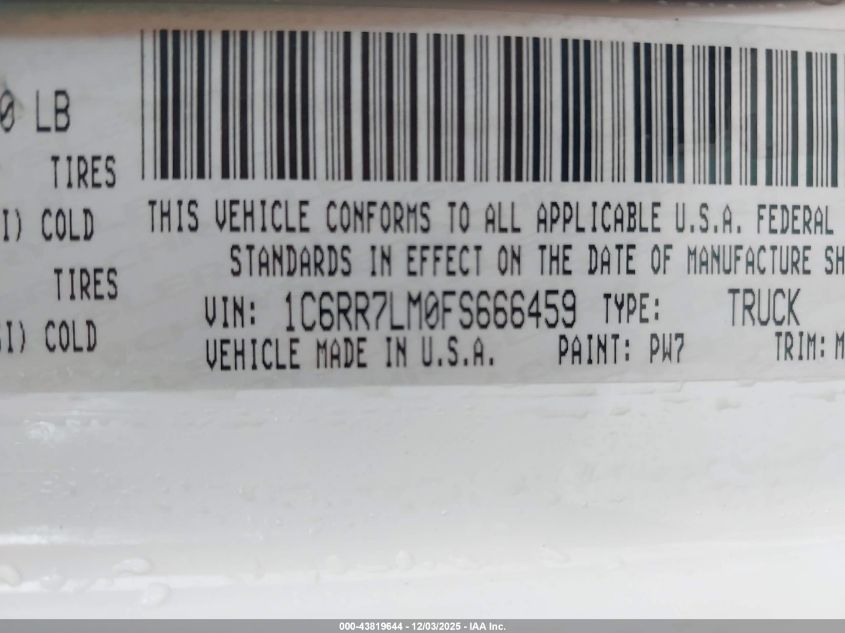 0 LB
TIRES
I) COLD
TIRES
SI) COLD
THIS VEHICLE CONFORMS TO ALL APPLICABLE U.S.A. FEDERAL
STANDARDS IN EFFECT ON THE DATE OF MANUFACTURE SH
VIN: 1C6RR7LM0FS666459 TYPE: TRUCK
VEHICLE MADE IN U.S.A. PAINT: PW7 TRIM: M
000-43819644 - 12/03/2025 - IAA Inc.